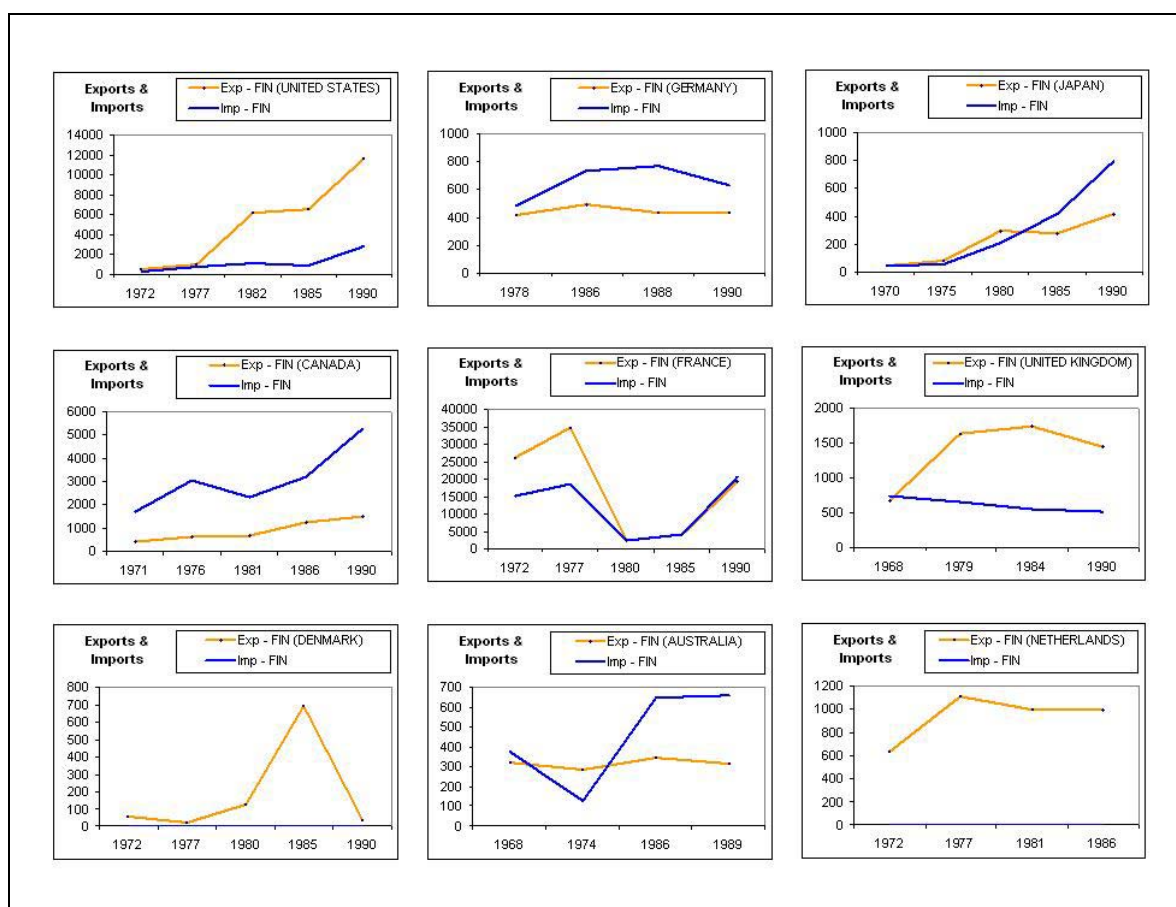 Exports &
Imports
Exp - FIN (UNITED STATES)
Imp - FIN
14000
12000
10000
8000
6000
4000
2000
0
1972 1977 1982 1985 1990
Exports &
Imports
Exp - FIN (GERMANY)
Imp - FIN
1000
800
600
400
200
0
1978 1986 1988 1990
Exports &
Imports
Exp - FIN (JAPAN)
Imp - FIN
1000
800
600
400
200
0
1970 1975 1980 1985 1990
Exports &
Imports
Exp - FIN (CANADA)
Imp - FIN
6000
5000
4000
3000
2000
1000
0
1971 1976 1981 1986 1990
Exports &
Imports
Exp - FIN (FRANCE)
Imp - FIN
40000
35000
30000
25000
20000
15000
10000
5000
0
1972 1977 1980 1985 1990
Exports &
Imports
Exp - FIN (UNITED KINGDOM)
Imp - FIN
2000
1500
1000
500
0
1968 1979 1984 1990
Exports &
Imports
Exp - FIN (DENMARK)
Imp - FIN
800
700
600
500
400
300
200
100
0
1972 1977 1980 1985 1990
Exports &
Imports
Exp - FIN (AUSTRALIA)
Imp - FIN
700
600
500
400
300
200
100
0
1968 1974 1986 1989
Exports &
Imports
Exp - FIN (NETHERLANDS)
Imp - FIN
1200
1000
800
600
400
200
0
1972 1977 1981 1986